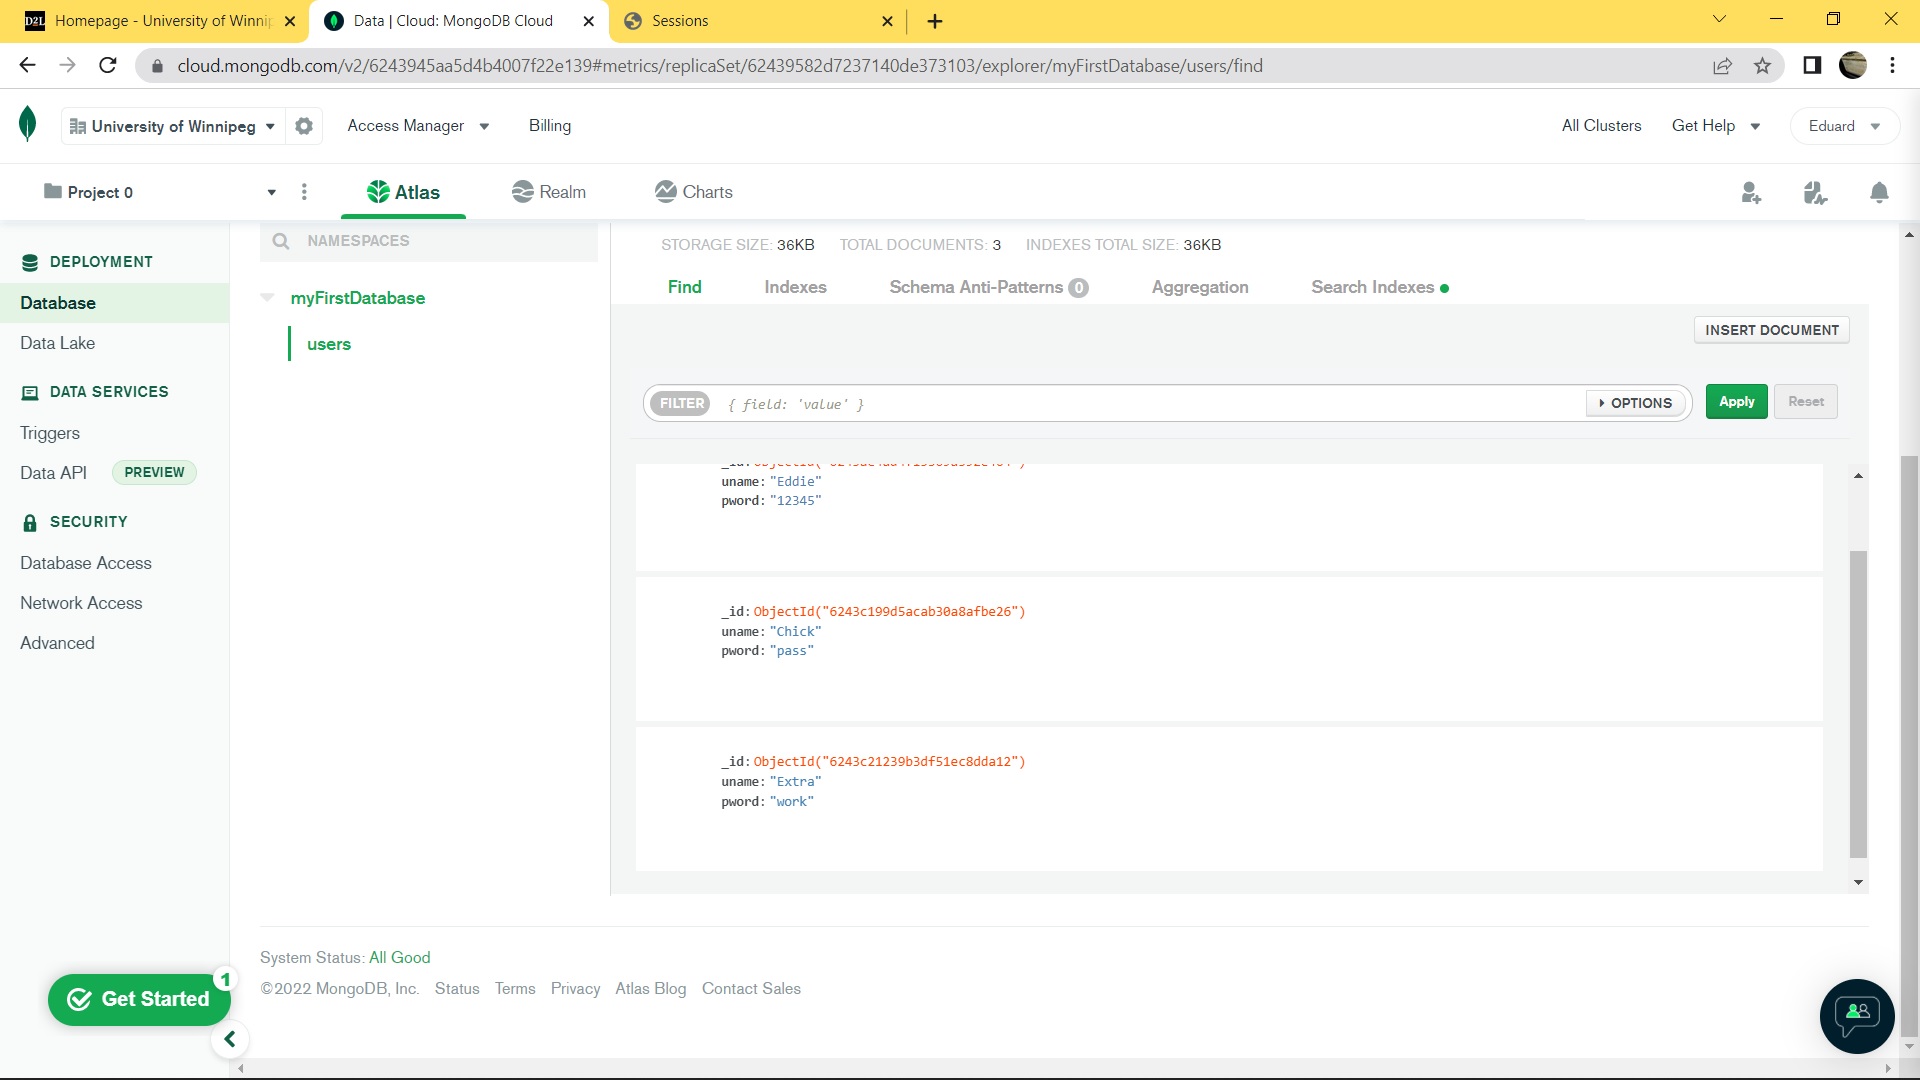 D2L Homepage - University of Winnip
Data | Cloud: MongoDB Cloud
Sessions
cloud.mongodb.com/v2/6243945aa5d4b4007f22e139#metrics/replicaSet/62439582d7237140de373103/explorer/myFirstDatabase/users/find
University of Winnipeg
Access Manager
Billing
All Clusters
Get Help
Eduard
Project 0
Atlas
Realm
Charts
DEPLOYMENT
Database
Data Lake
DATA SERVICES
Triggers
Data API PREVIEW
SECURITY
Database Access
Network Access
Advanced
NAMESPACES
myFirstDatabase
users
STORAGE SIZE: 36KB TOTAL DOCUMENTS: 3 INDEXES TOTAL SIZE: 36KB
Find Indexes Schema Anti-Patterns 0 Aggregation Search Indexes
INSERT DOCUMENT
FILTER { field: 'value' } OPTIONS Apply Reset
uname: "Eddie"
pword: "12345"
_id: ObjectId("6243c199d5acab30a8afbe26")
uname: "Chick"
pword: "pass"
_id: ObjectId("6243c21239b3df51ec8dda12")
uname: "Extra"
pword: "work"
System Status: All Good
©2022 MongoDB, Inc. Status Terms Privacy Atlas Blog Contact Sales
Get Started 1